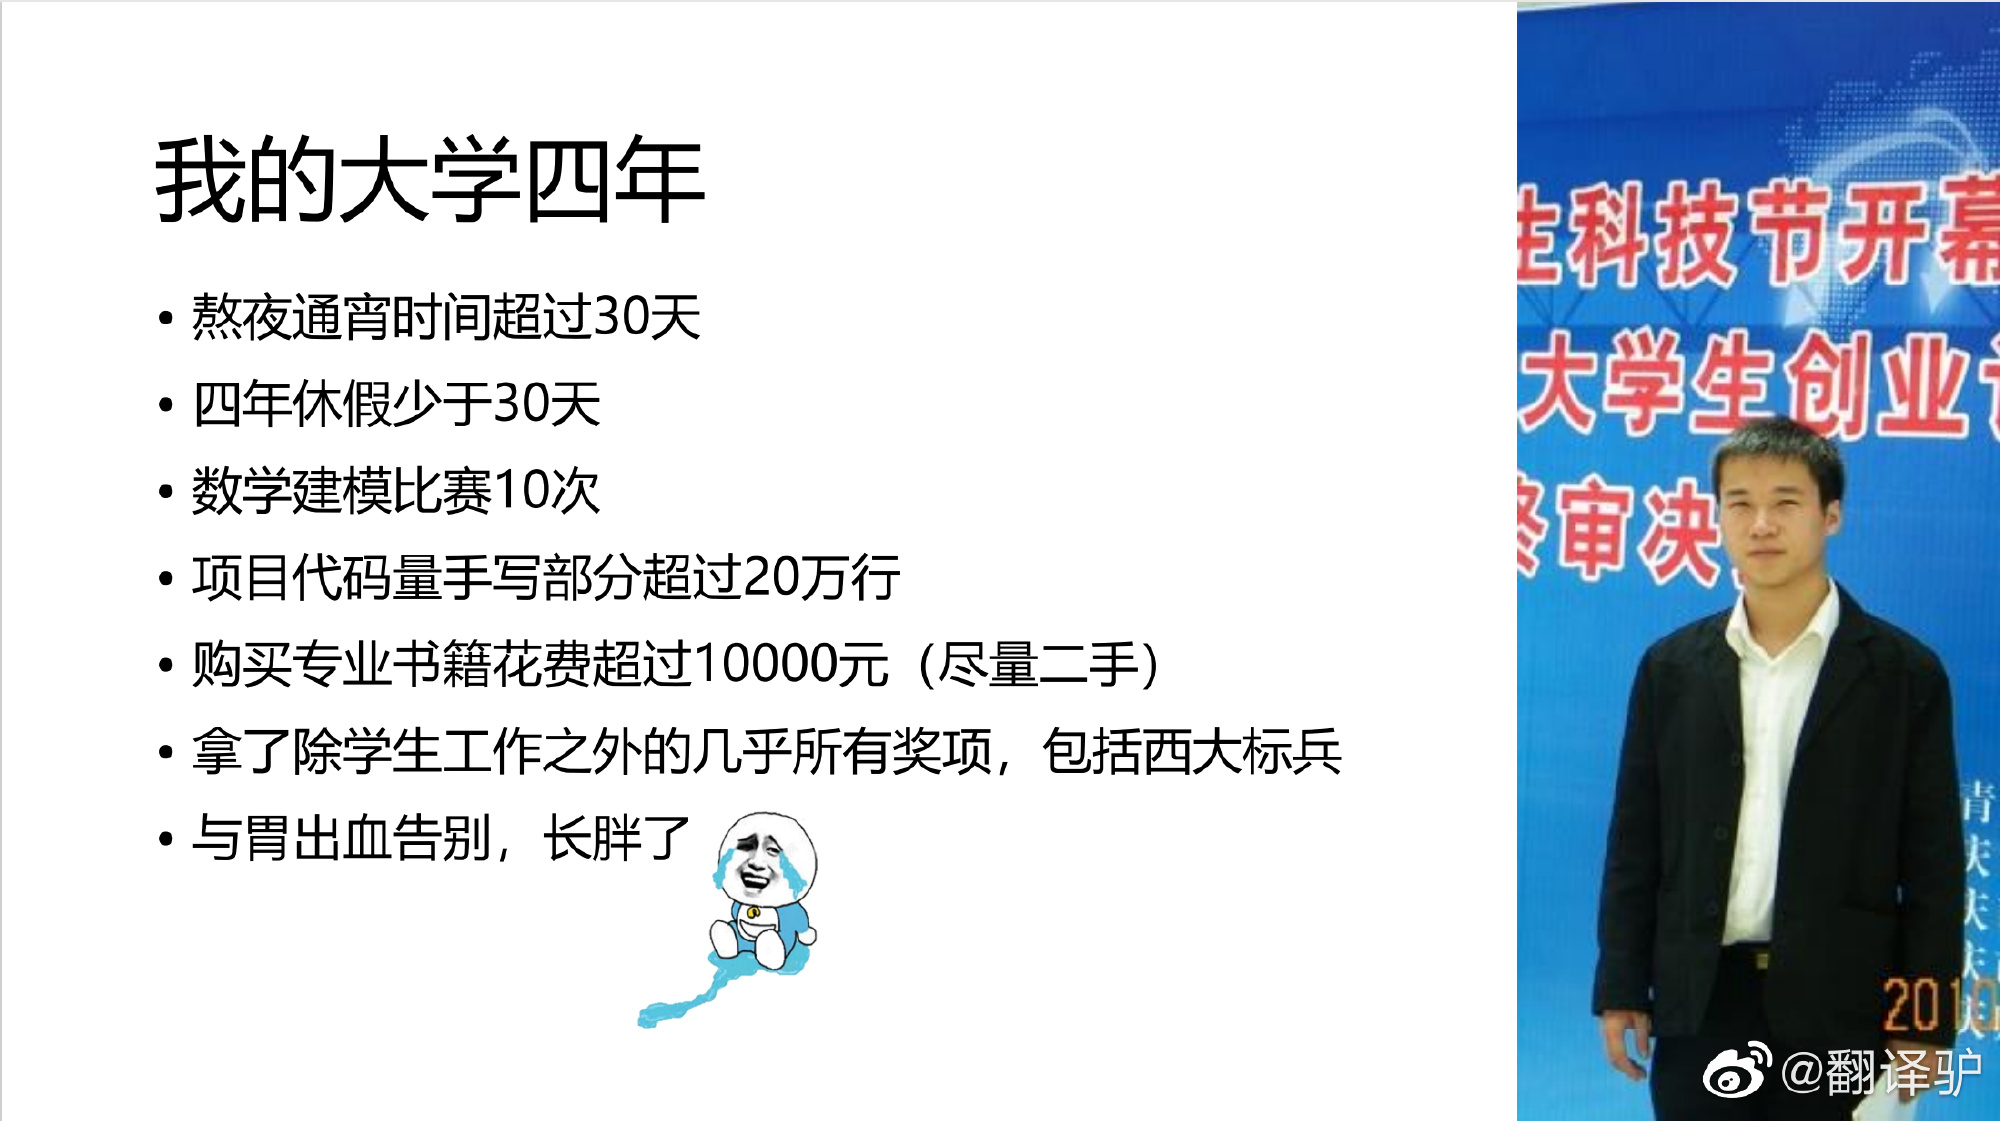 我的大学四年
• 熬夜通宵时间超过30天
• 四年休假少于30天
• 数学建模比赛10次
• 项目代码量手写部分超过20万行
• 购买专业书籍花费超过10000元（尽量二手）
• 拿了除学生工作之外的几乎所有奖项，包括西大标兵
• 与胃出血告别，长胖了
生科技节开幕
大学生创业
终审决
青
2010
@翻译驴